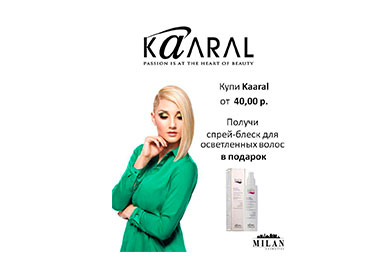 KAARAL
PASSION IS AT THE HEART OF BEAUTY
Купи Kaaral
от 40,00 р.
Получи
спрей-блеск для
осветленных волос
в подарок
MILAN